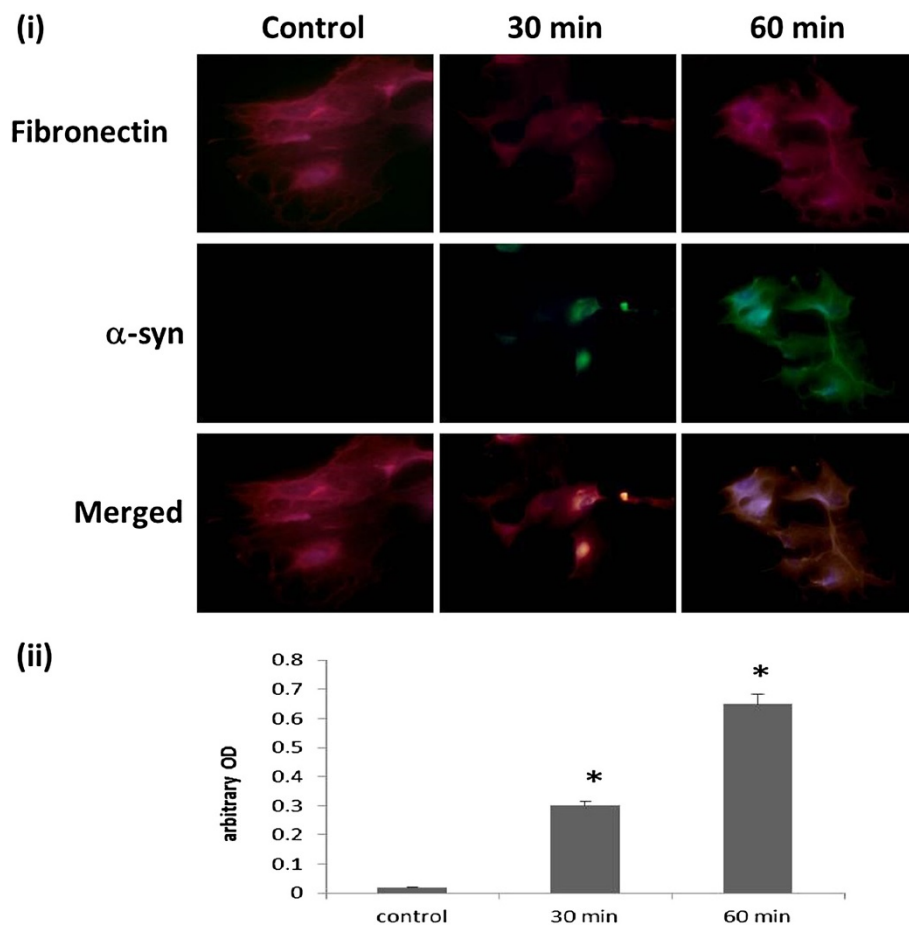 (i)
Control 30 min 60 min
Fibronectin
α-syn
Merged
(ii)
0.8
0.7
0.6
0.5
0.4
0.3
0.2
0.1
0
arbitrary OD
*
*
control 30 min 60 min